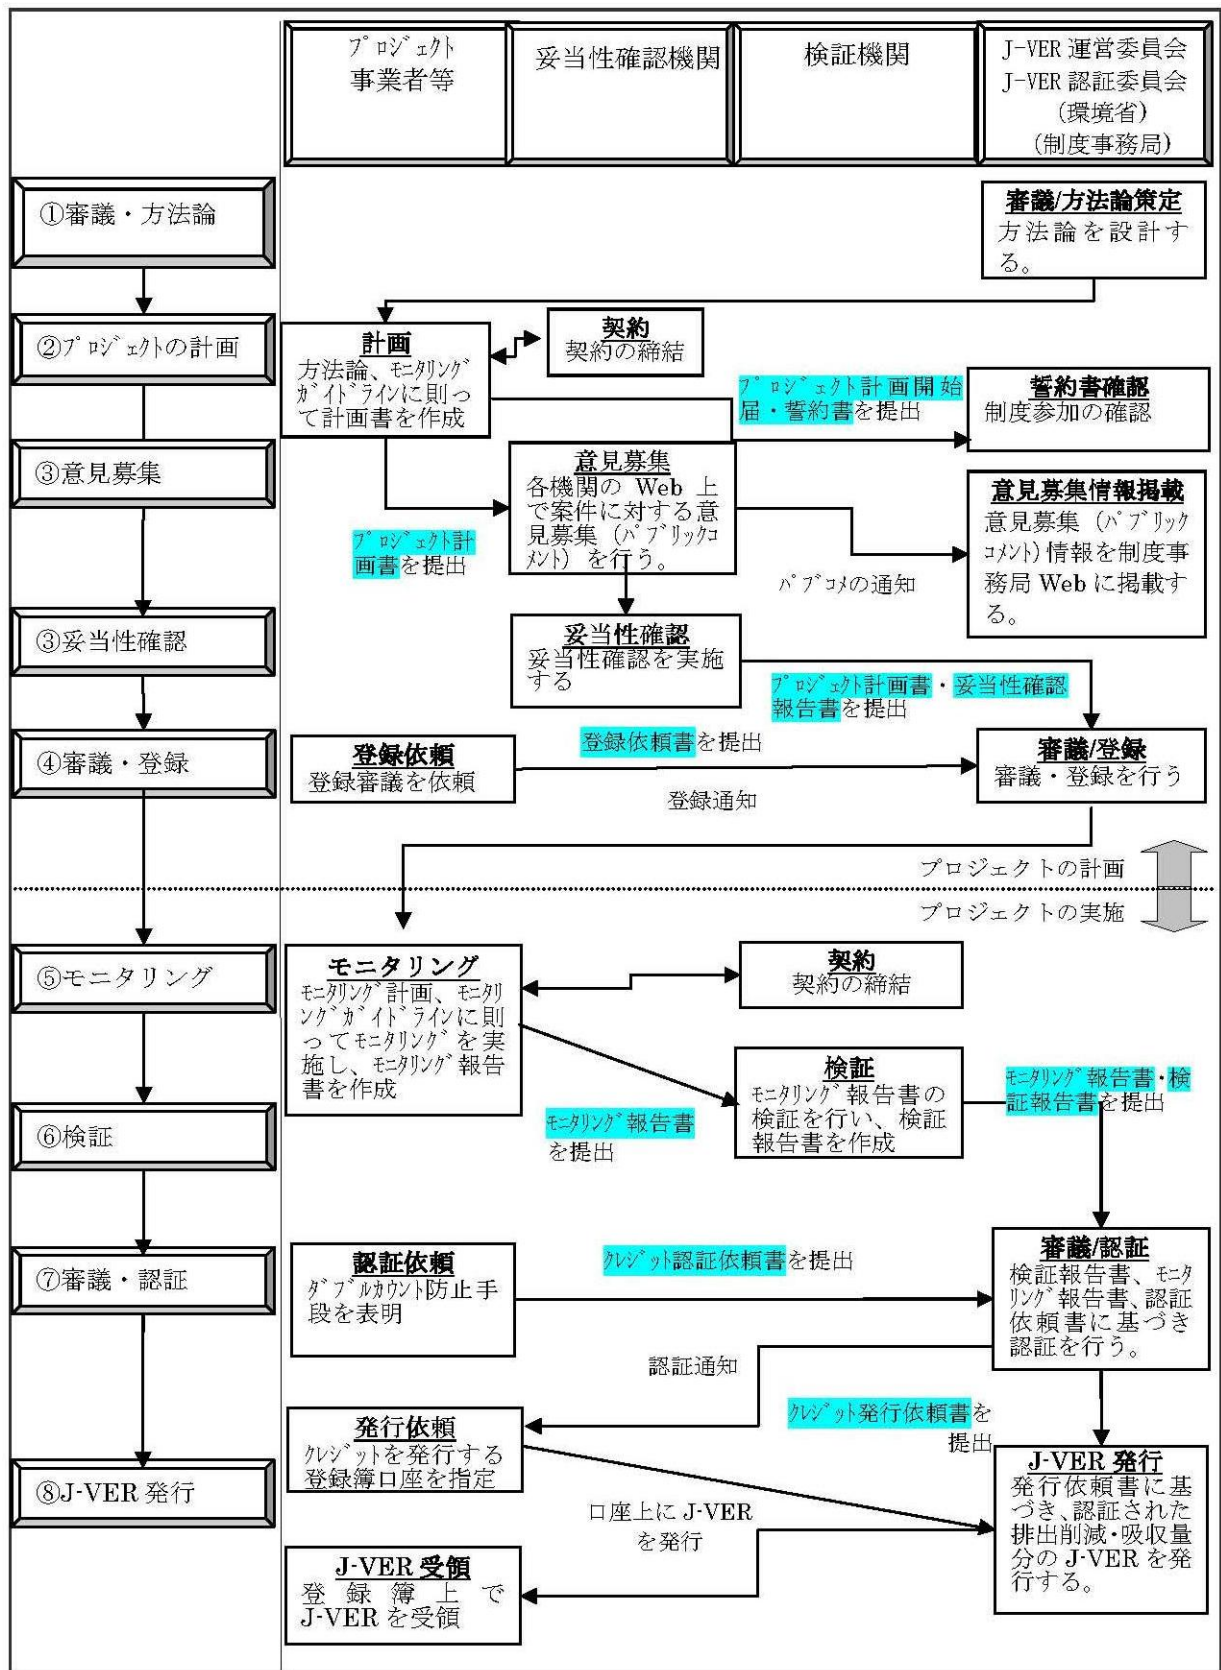 プロジェクト
事業者等
妥当性確認機関
検証機関
J-VER 運営委員会
J-VER 認証委員会
(環境省)
(制度事務局)
①審議・方法論
審議/方法論策定
方法論を設計す
る。
②プロジェクトの計画
計画
方法論、モニタリング
ガイドラインに則っ
て計画書を作成
契約
契約の締結
プロジェクト計画開始
届・誓約書を提出
誓約書確認
制度参加の確認
③意見募集
プロジェクト計
画書を提出
意見募集
各機関の Web 上
で案件に対する意
見募集（パブリックコ
メント）を行う。
パブコメの通知
意見募集情報掲載
意見募集（パブリック
コメント）情報を制度事
務局 Web に掲載す
る。
③妥当性確認
妥当性確認
妥当性確認を実施
する
プロジェクト計画書・妥当性確認
報告書を提出
④審議・登録
登録依頼
登録審議を依頼
登録依頼書を提出
登録通知
審議/登録
審議・登録を行う
プロジェクトの計画
プロジェクトの実施
⑤モニタリング
モニタリング
モニタリング計画、モニタリ
ングガイドラインに則
ってモニタリングを実
施し、モニタリング報告
書を作成
契約
契約の締結
⑥検証
モニタリング報告書
を提出
検証
モニタリング報告書の
検証を行い、検証
報告書を作成
モニタリング報告書・検
証報告書を提出
⑦審議・認証
認証依頼
ダブルカウント防止手
段を表明
クレジット認証依頼書を提出
審議/認証
検証報告書、モニタ
リング報告書、認証
依頼書に基づき
認証を行う。
認証通知
⑧J-VER 発行
発行依頼
クレジットを発行する
登録簿口座を指定
クレジット発行依頼書を
提出
J-VER 発行
発行依頼書に基
づき、認証された
排出削減・吸収量
分の J-VER を発
行する。
口座上に J-VER
を発行
J-VER 受領
登録簿上で
J-VER を受領